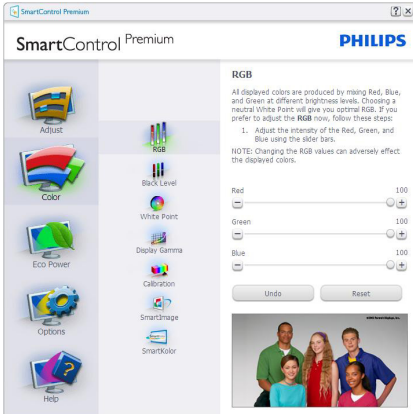 SmartControl Premium
SmartControl Premium
PHILIPS
Adjust
Color
Eco Power
Options
Help
RGB
Black Level
White Point
Display Gamma
Calibration
SmartImage
SmartKolor
RGB
All displayed colors are produced by mixing Red, Blue,
and Green at different brightness levels. Choosing a
neutral White Point will give you optimal RGB. If you
prefer to adjust the RGB now, follow these steps:
1. Adjust the intensity of the Red, Green, and
Blue using the slider bars.
NOTE: Changing the RGB values can adversely effect
the displayed colors.
Red 100
Green 100
Blue 100
Undo Reset